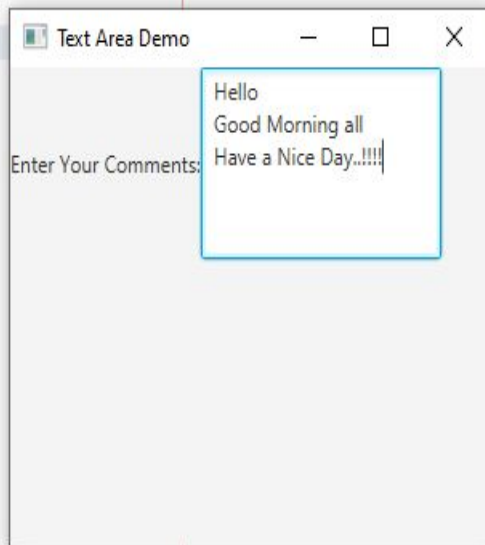 Text Area Demo
Enter Your Comments:
Hello
Good Morning all
Have a Nice Day..!!!!